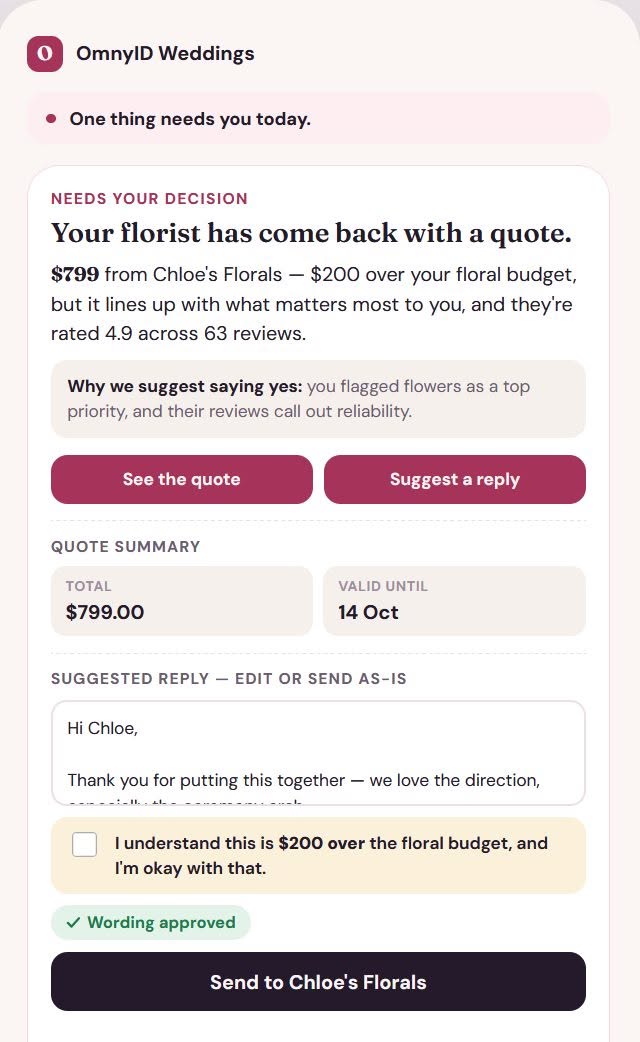 O OmnyID Weddings
One thing needs you today.
NEEDS YOUR DECISION
Your florist has come back with a quote.
$799 from Chloe's Florals — $200 over your floral budget,
but it lines up with what matters most to you, and they're
rated 4.9 across 63 reviews.
Why we suggest saying yes: you flagged flowers as a top
priority, and their reviews call out reliability.
See the quote
Suggest a reply
QUOTE SUMMARY
TOTAL
$799.00
VALID UNTIL
14 Oct
SUGGESTED REPLY — EDIT OR SEND AS-IS
Hi Chloe,
Thank you for putting this together — we love the direction,
especially the ceremony arch
I understand this is $200 over the floral budget, and
I'm okay with that.
Wording approved
Send to Chloe's Florals